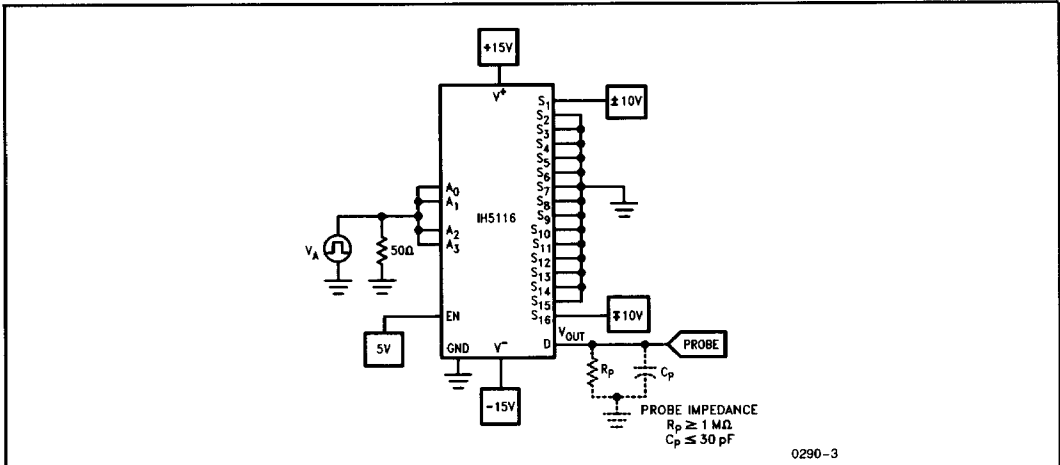 +15V
V+
S1
±10V
S2
S3
S4
S5
S6
S7
S8
S9
S10
S11
S12
S13
S14
S15
S16
∓10V
A0
A1
A2
A3
IH5116
VA
50Ω
EN
5V
GND
V−
−15V
D
VOUT
PROBE
RP
CP
PROBE IMPEDANCE
RP ≥ 1 MΩ
CP ≤ 30 pF
0290-3